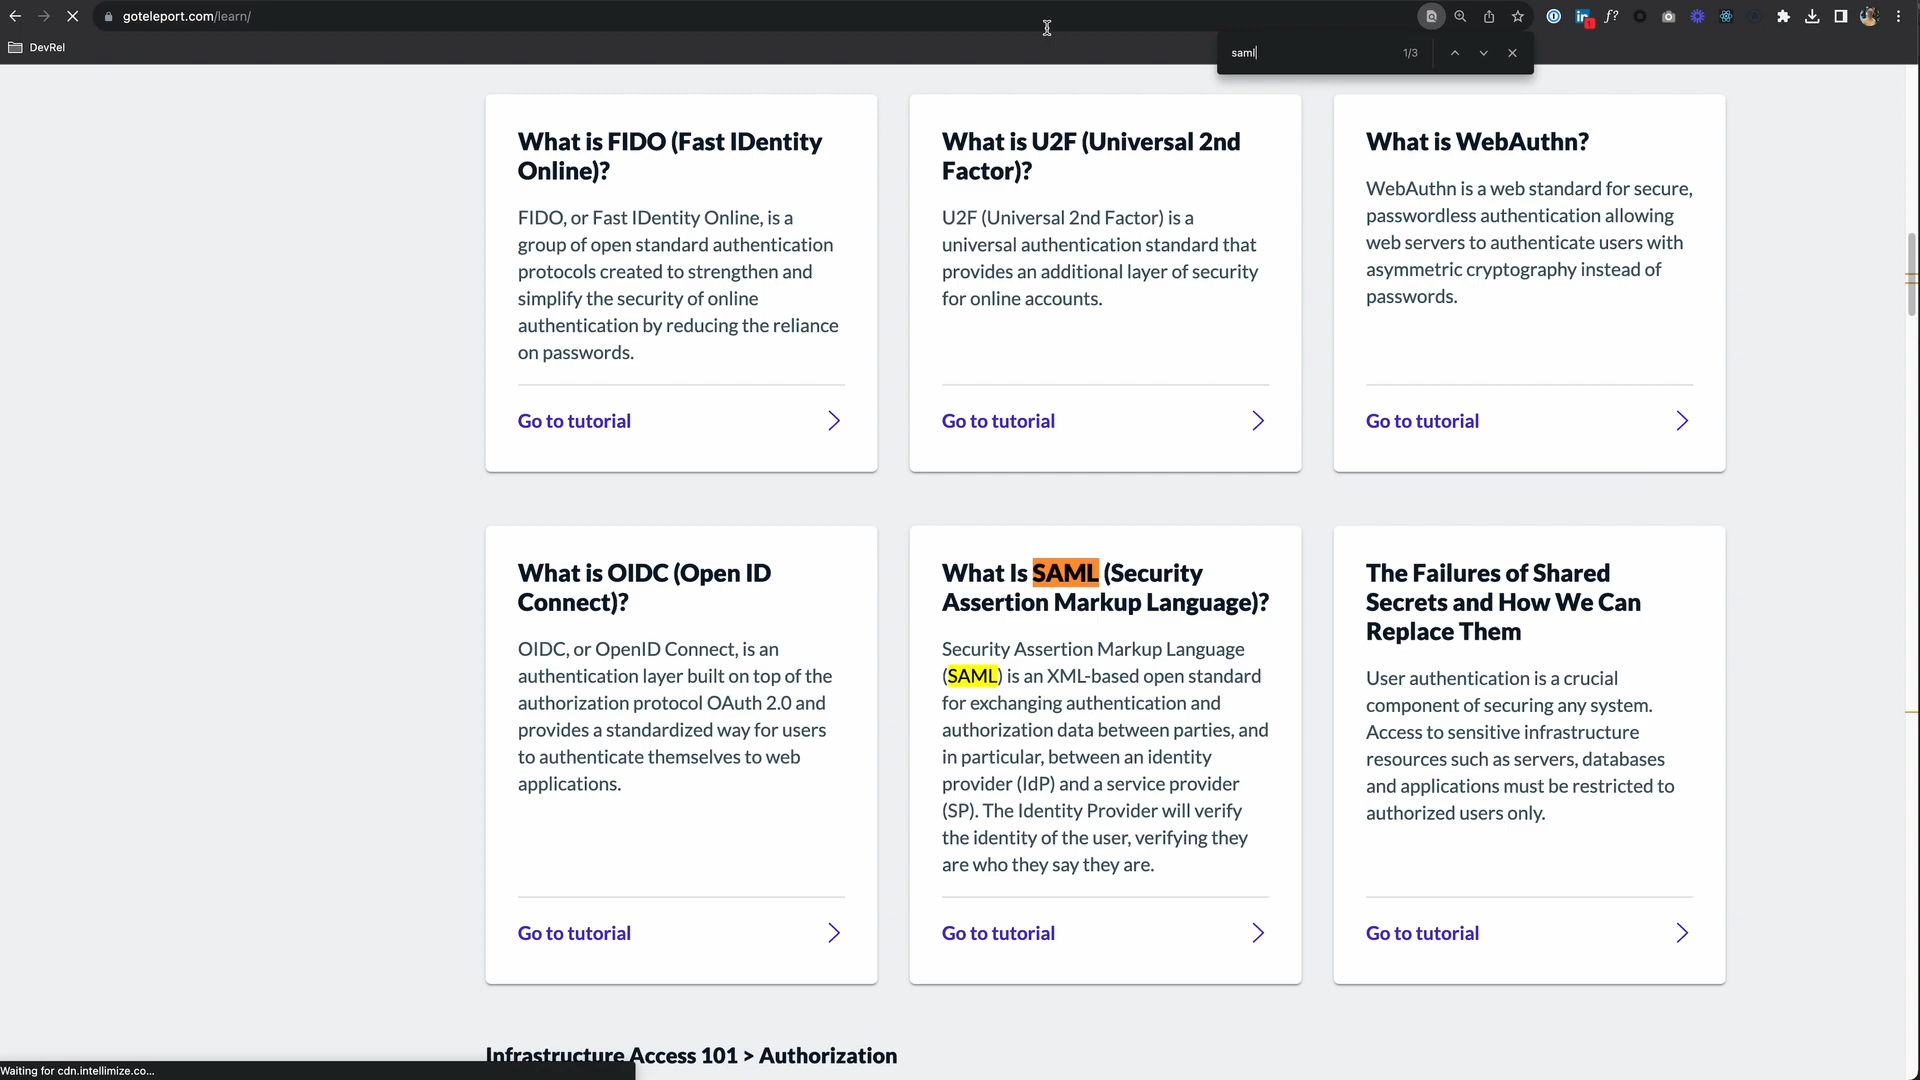 goteleport.com/learn/
DevRel
saml
1/3
What is FIDO (Fast IDentity
Online)?
FIDO, or Fast IDentity Online, is a
group of open standard authentication
protocols created to strengthen and
simplify the security of online
authentication by reducing the reliance
on passwords.
Go to tutorial
What is U2F (Universal 2nd
Factor)?
U2F (Universal 2nd Factor) is a
universal authentication standard that
provides an additional layer of security
for online accounts.
Go to tutorial
What is WebAuthn?
WebAuthn is a web standard for secure,
passwordless authentication allowing
web servers to authenticate users with
asymmetric cryptography instead of
passwords.
Go to tutorial
What is OIDC (Open ID
Connect)?
OIDC, or OpenID Connect, is an
authentication layer built on top of the
authorization protocol OAuth 2.0 and
provides a standardized way for users
to authenticate themselves to web
applications.
Go to tutorial
What Is SAML (Security
Assertion Markup Language)?
Security Assertion Markup Language
(SAML) is an XML-based open standard
for exchanging authentication and
authorization data between parties, and
in particular, between an identity
provider (IdP) and a service provider
(SP). The Identity Provider will verify
the identity of the user, verifying they
are who they say they are.
Go to tutorial
The Failures of Shared
Secrets and How We Can
Replace Them
User authentication is a crucial
component of securing any system.
Access to sensitive infrastructure
resources such as servers, databases
and applications must be restricted to
authorized users only.
Go to tutorial
Infrastructure Access 101 > Authorization
Waiting for cdn.intellimize.co...